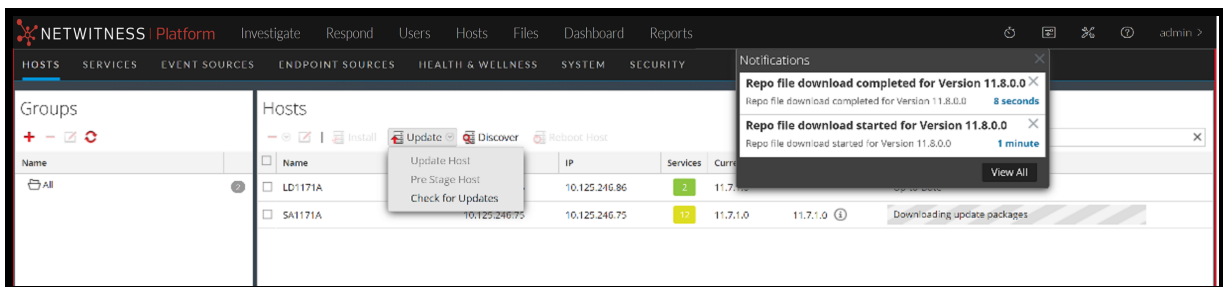 NETWITNESS Platform Investigate Respond Users Hosts Files Dashboard Reports admin >
HOSTS SERVICES EVENT SOURCES ENDPOINT SOURCES HEALTH & WELLNESS SYSTEM SECURITY
Notifications
Repo file download completed for Version 11.8.0.0
Repo file download completed for Version 11.8.0.0 8 seconds
Repo file download started for Version 11.8.0.0
Repo file download started for Version 11.8.0.0 1 minute
View All
Groups
Name
All 2
Hosts
Install Update Discover Reboot Host
Update Host
Pre Stage Host
Check for Updates
Name IP Services
LD1171A 10.125.246.86 2
SA1171A 10.125.246.75 10.125.246.75 12 11.7.1.0 11.7.1.0 Downloading update packages